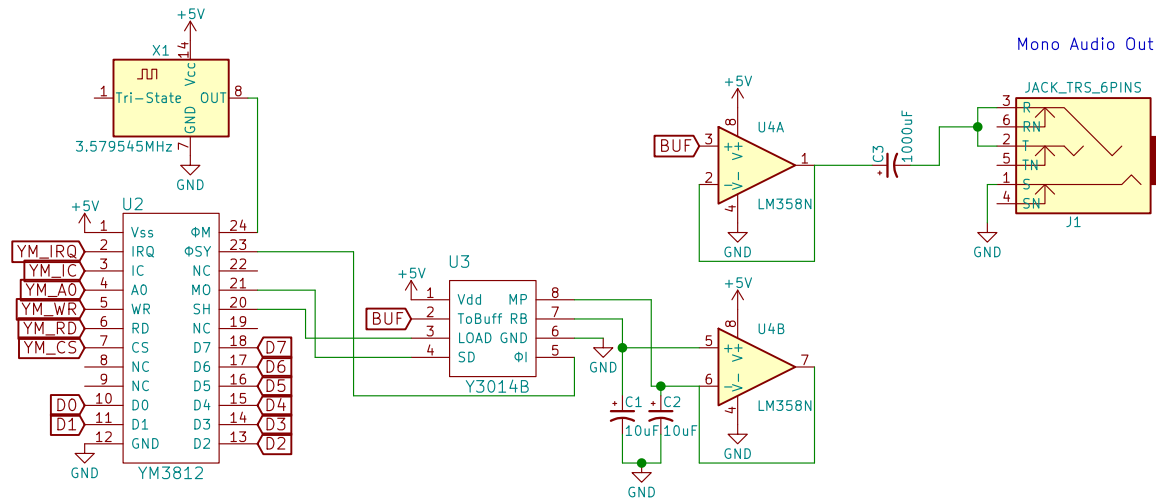 +5V
X1
14
Vcc
1
Tri-State
OUT
8
GND
7
3.579545MHz
GND
Mono Audio Out
JACK_TRS_6PINS
3
R
6
RN
2
T
5
TN
1
S
4
SN
J1
GND
+5V
8
U4A
BUF
3
+
V+
1
2
-
V-
4
LM358N
GND
C3
1000uF
+
U2
+5V
1
Vss
ΦM
24
YM_IRQ
2
IRQ
ΦSY
23
YM_IC
3
IC
NC
22
YM_A0
4
A0
MO
21
YM_WR
5
WR
SH
20
YM_RD
6
RD
NC
19
YM_CS
7
CS
D7
18
D7
8
NC
D6
17
D6
9
NC
D5
16
D5
D0
10
D0
D4
15
D4
D1
11
D1
D3
14
D3
12
GND
D2
13
D2
GND
YM3812
U3
+5V
1
Vdd
MP
8
BUF
2
ToBuff
RB
7
3
LOAD
GND
6
4
SD
ΦI
5
Y3014B
GND
+
C1
10uF
+
C2
10uF
GND
+5V
8
U4B
5
+
V+
7
6
-
V-
4
LM358N
GND